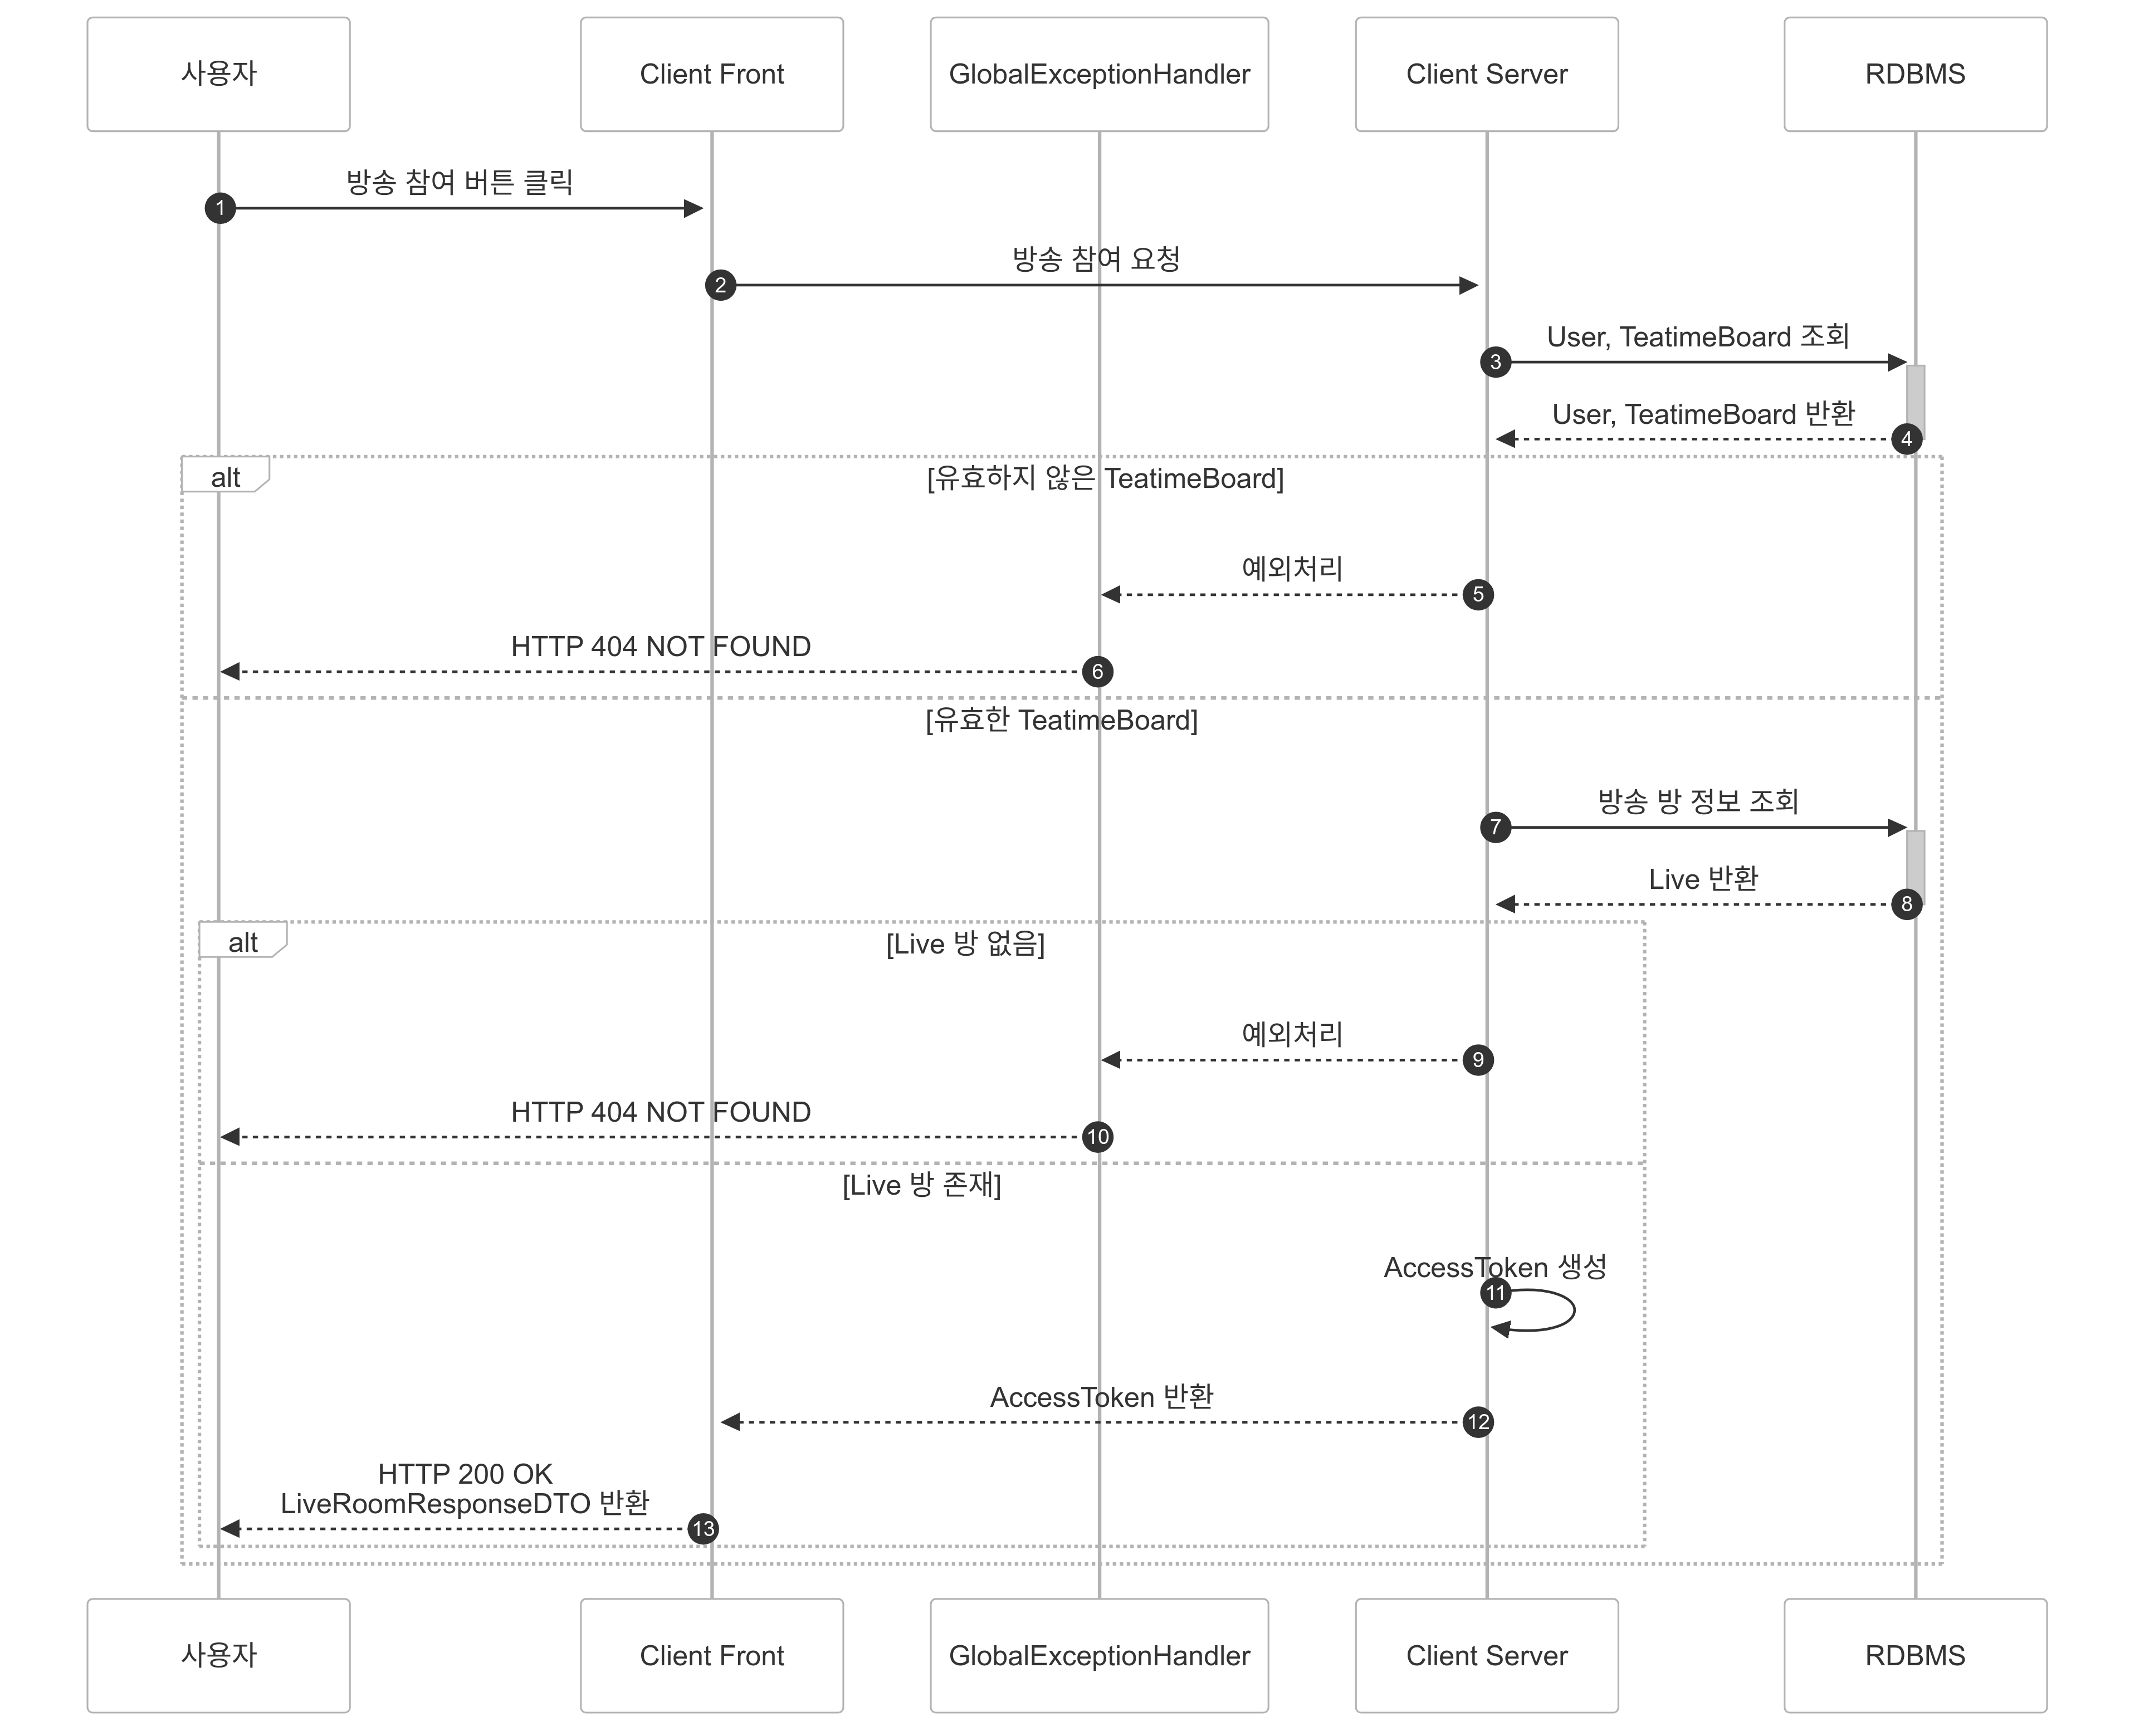 사용자
Client Front
GlobalExceptionHandler
Client Server
RDBMS
방송 참여 버튼 클릭
1
방송 참여 요청
2
User, TeatimeBoard 조회
3
User, TeatimeBoard 반환
4
alt
[유효하지 않은 TeatimeBoard]
예외처리
5
HTTP 404 NOT FOUND
6
[유효한 TeatimeBoard]
방송 방 정보 조회
7
Live 반환
8
alt
[Live 방 없음]
예외처리
9
HTTP 404 NOT FOUND
10
[Live 방 존재]
AccessToken 생성
11
AccessToken 반환
12
HTTP 200 OK
LiveRoomResponseDTO 반환
13
사용자
Client Front
GlobalExceptionHandler
Client Server
RDBMS